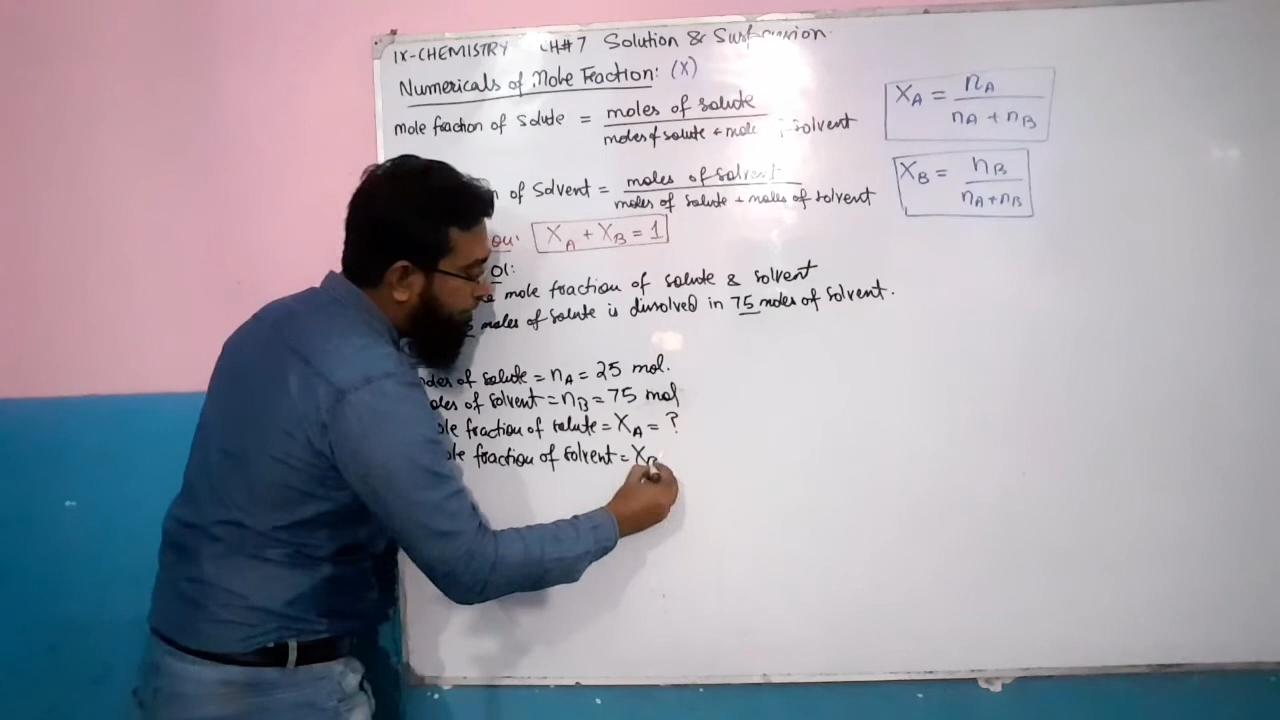 IX-CHEMISTRY CH#7 Solution & Suspension
Numericals of Mole Fraction: (X)
mole fraction of solute = moles of solute / moles of solute + mole solvent
of Solvent = moles of solvent / moles of solute + moles of solvent
X_A = n_A / n_A + n_B
X_B = n_B / n_A + n_B
X_A + X_B = 1
01:
mole fraction of solute & solvent
moles of solute is dissolved in 75 moles of solvent.
of solute = n_A = 25 mol.
of solvent = n_B = 75 mol
fraction of solute = X_A = ?
fraction of solvent = X_B